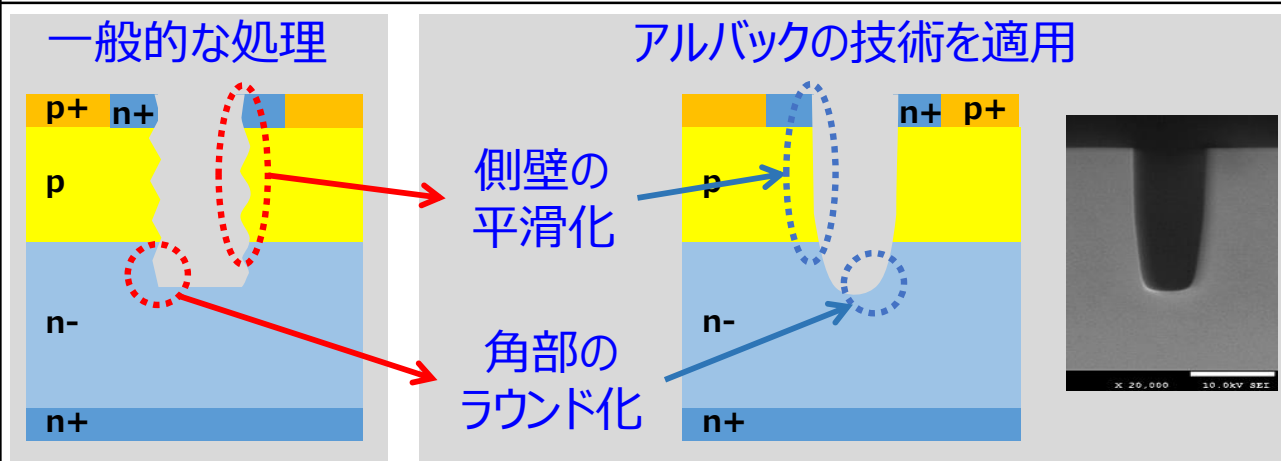 一般的な処理
p+
n+
p
n-
n+
側壁の
平滑化
角部の
ラウンド化
アルバックの技術を適用
n+
p+
p
n-
n+
X 20,000
10.0kV SEI